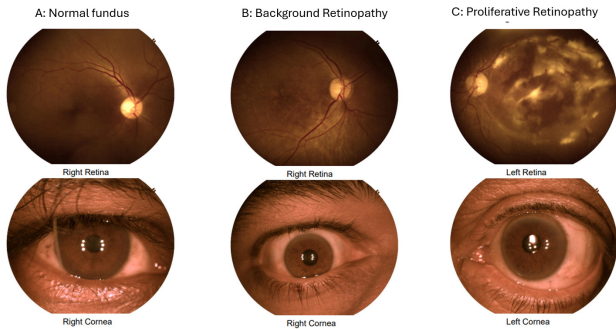 A: Normal fundus
B: Background Retinopathy
C: Proliferative Retinopathy
Right Retina
Right Retina
Left Retina
Right Cornea
Right Cornea
Left Cornea